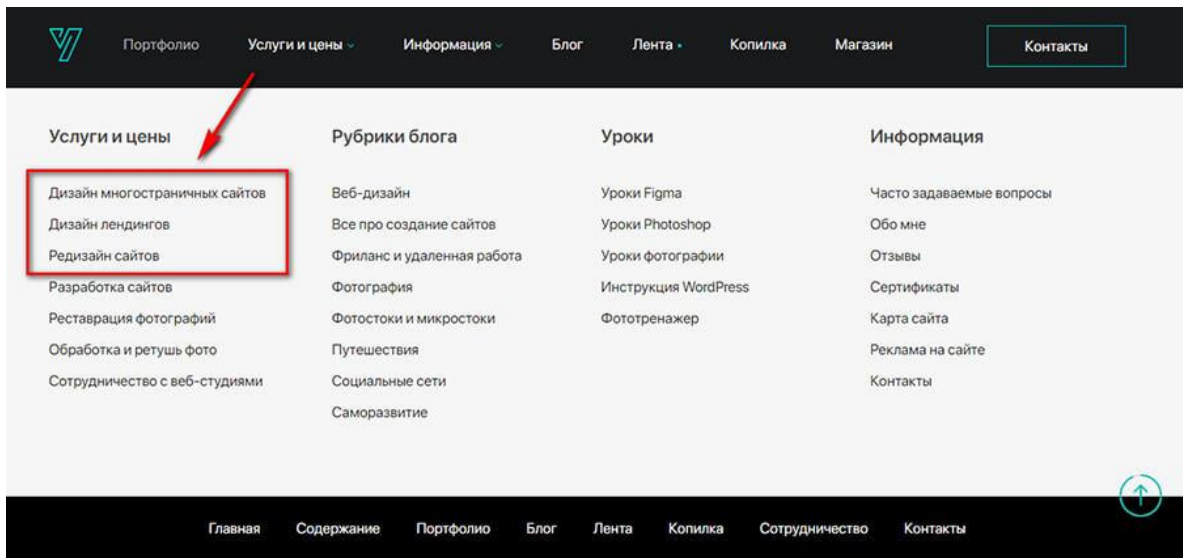 Портфолио Услуги и цены Информация Блог Лента Копилка Магазин Контакты
Услуги и цены
Дизайн многостраничных сайтов
Дизайн лендингов
Редизайн сайтов
Разработка сайтов
Реставрация фотографий
Обработка и ретушь фото
Сотрудничество с веб-студиями
Рубрики блога
Веб-дизайн
Все про создание сайтов
Фриланс и удаленная работа
Фотография
Фотостоки и микростоки
Путешествия
Социальные сети
Саморазвитие
Уроки
Уроки Figma
Уроки Photoshop
Уроки фотографии
Инструкция WordPress
Фототренажер
Информация
Часто задаваемые вопросы
Обо мне
Отзывы
Сертификаты
Карта сайта
Реклама на сайте
Контакты
Главная Содержание Портфолио Блог Лента Копилка Сотрудничество Контакты